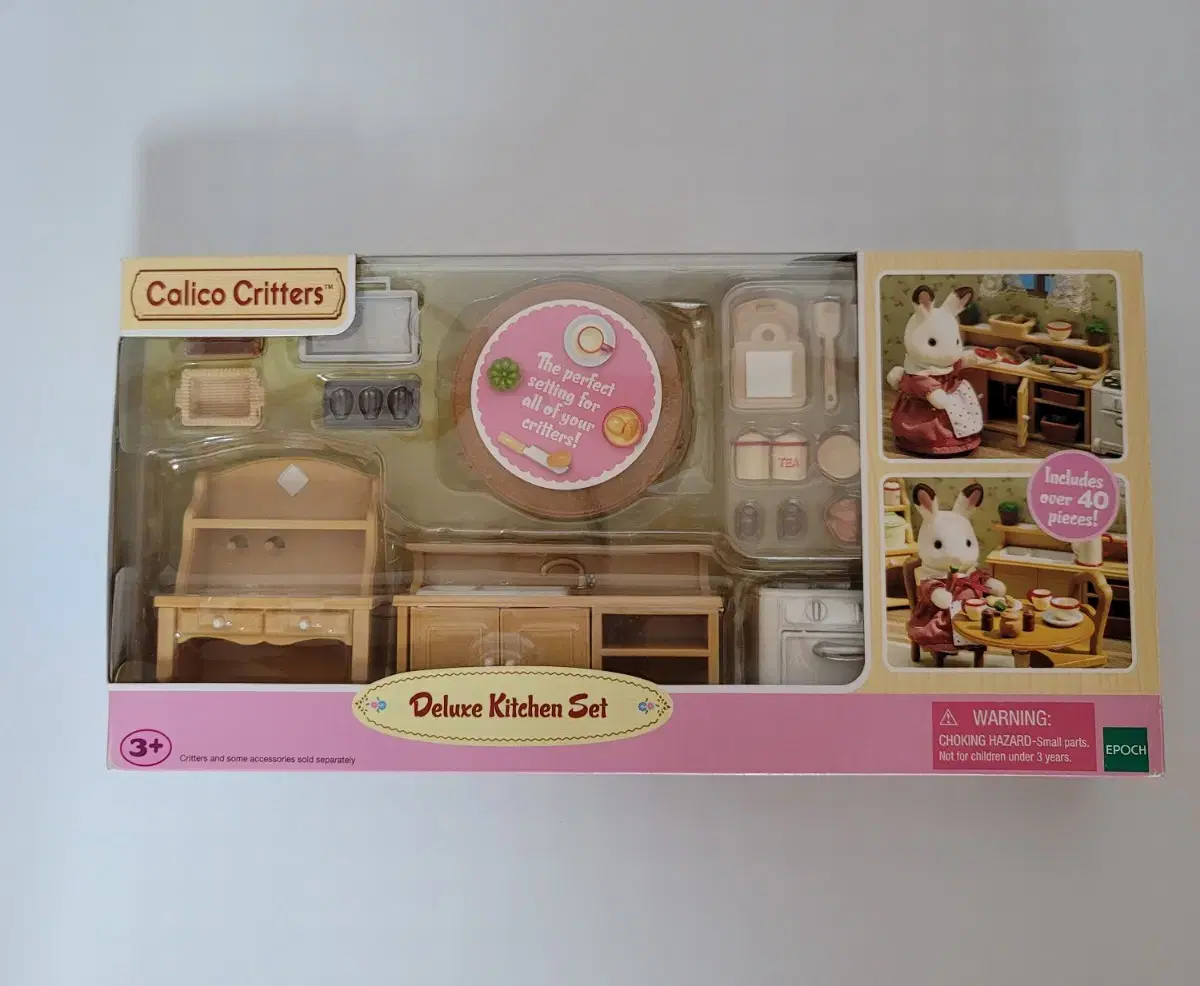 Calico Critters™
The perfect
setting for
all of your
critters!
TEA
Includes
over 40
pieces!
Deluxe Kitchen Set
3+
Critters and some accessories sold separately
WARNING:
CHOKING HAZARD-Small parts.
Not for children under 3 years.
EPOCH